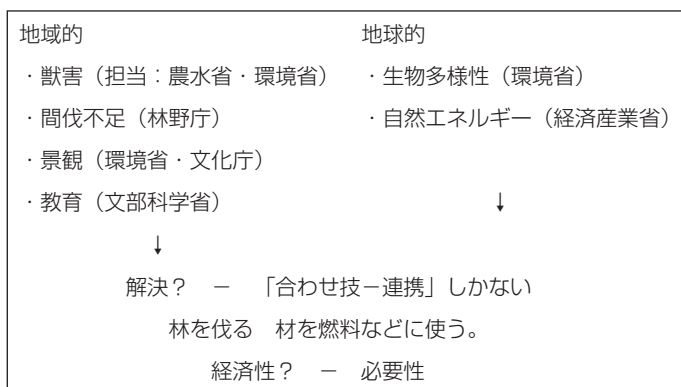 地域的　地球的
・獣害（担当：農水省・環境省）　・生物多様性（環境省）
・間伐不足（林野庁）　・自然エネルギー（経済産業省）
・景観（環境省・文化庁）
・教育（文部科学省）　↓
↓
解決？　－　「合わせ技－連携」しかない
林を伐る　材を燃料などに使う。
経済性？　－　必要性